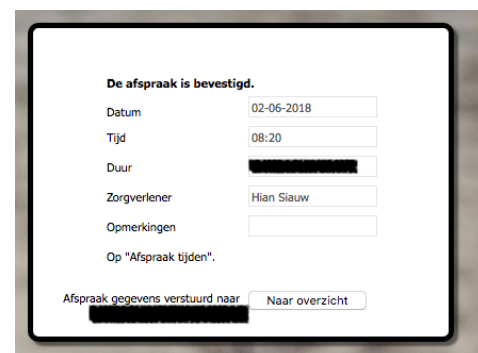 De afspraak is bevestigd.
Datum 02-06-2018
Tijd 08:20
Duur
Zorgverlener Hian Siauw
Opmerkingen
Op "Afspraak tijden".
Afspraak gegevens verstuurd naar Naar overzicht